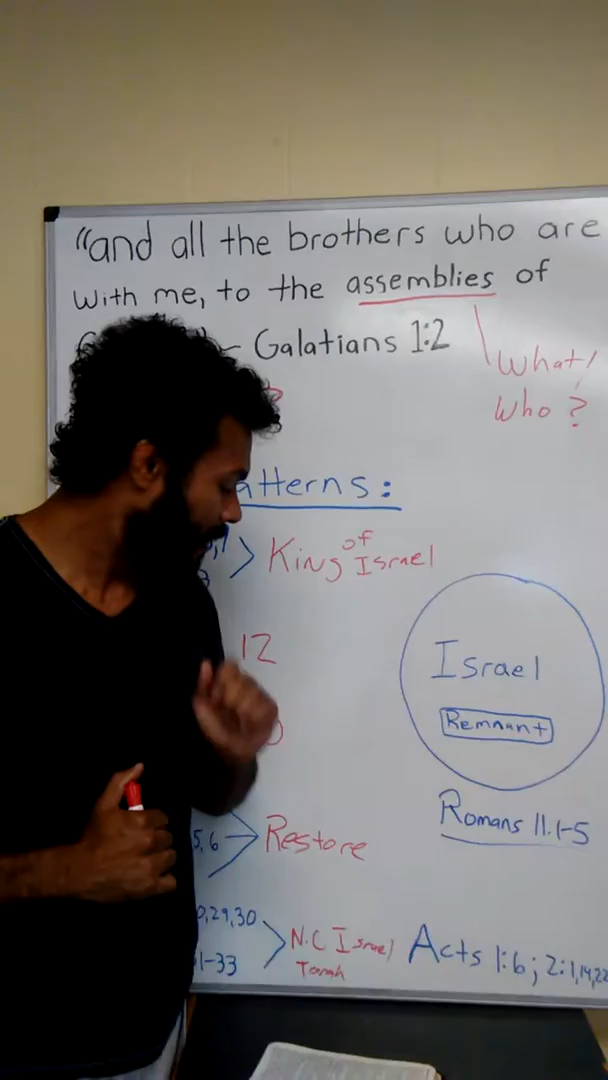 “and all the brothers who are
with me, to the assemblies of
Galatians 1:2
What/
Who?
atterns:
King of Israel
12
Israel
Remnant
5,6
Restore
Romans 11:1-5
0,29,30
1-33
N.C Israel
Torah
Acts 1:6; 2:1,14,22